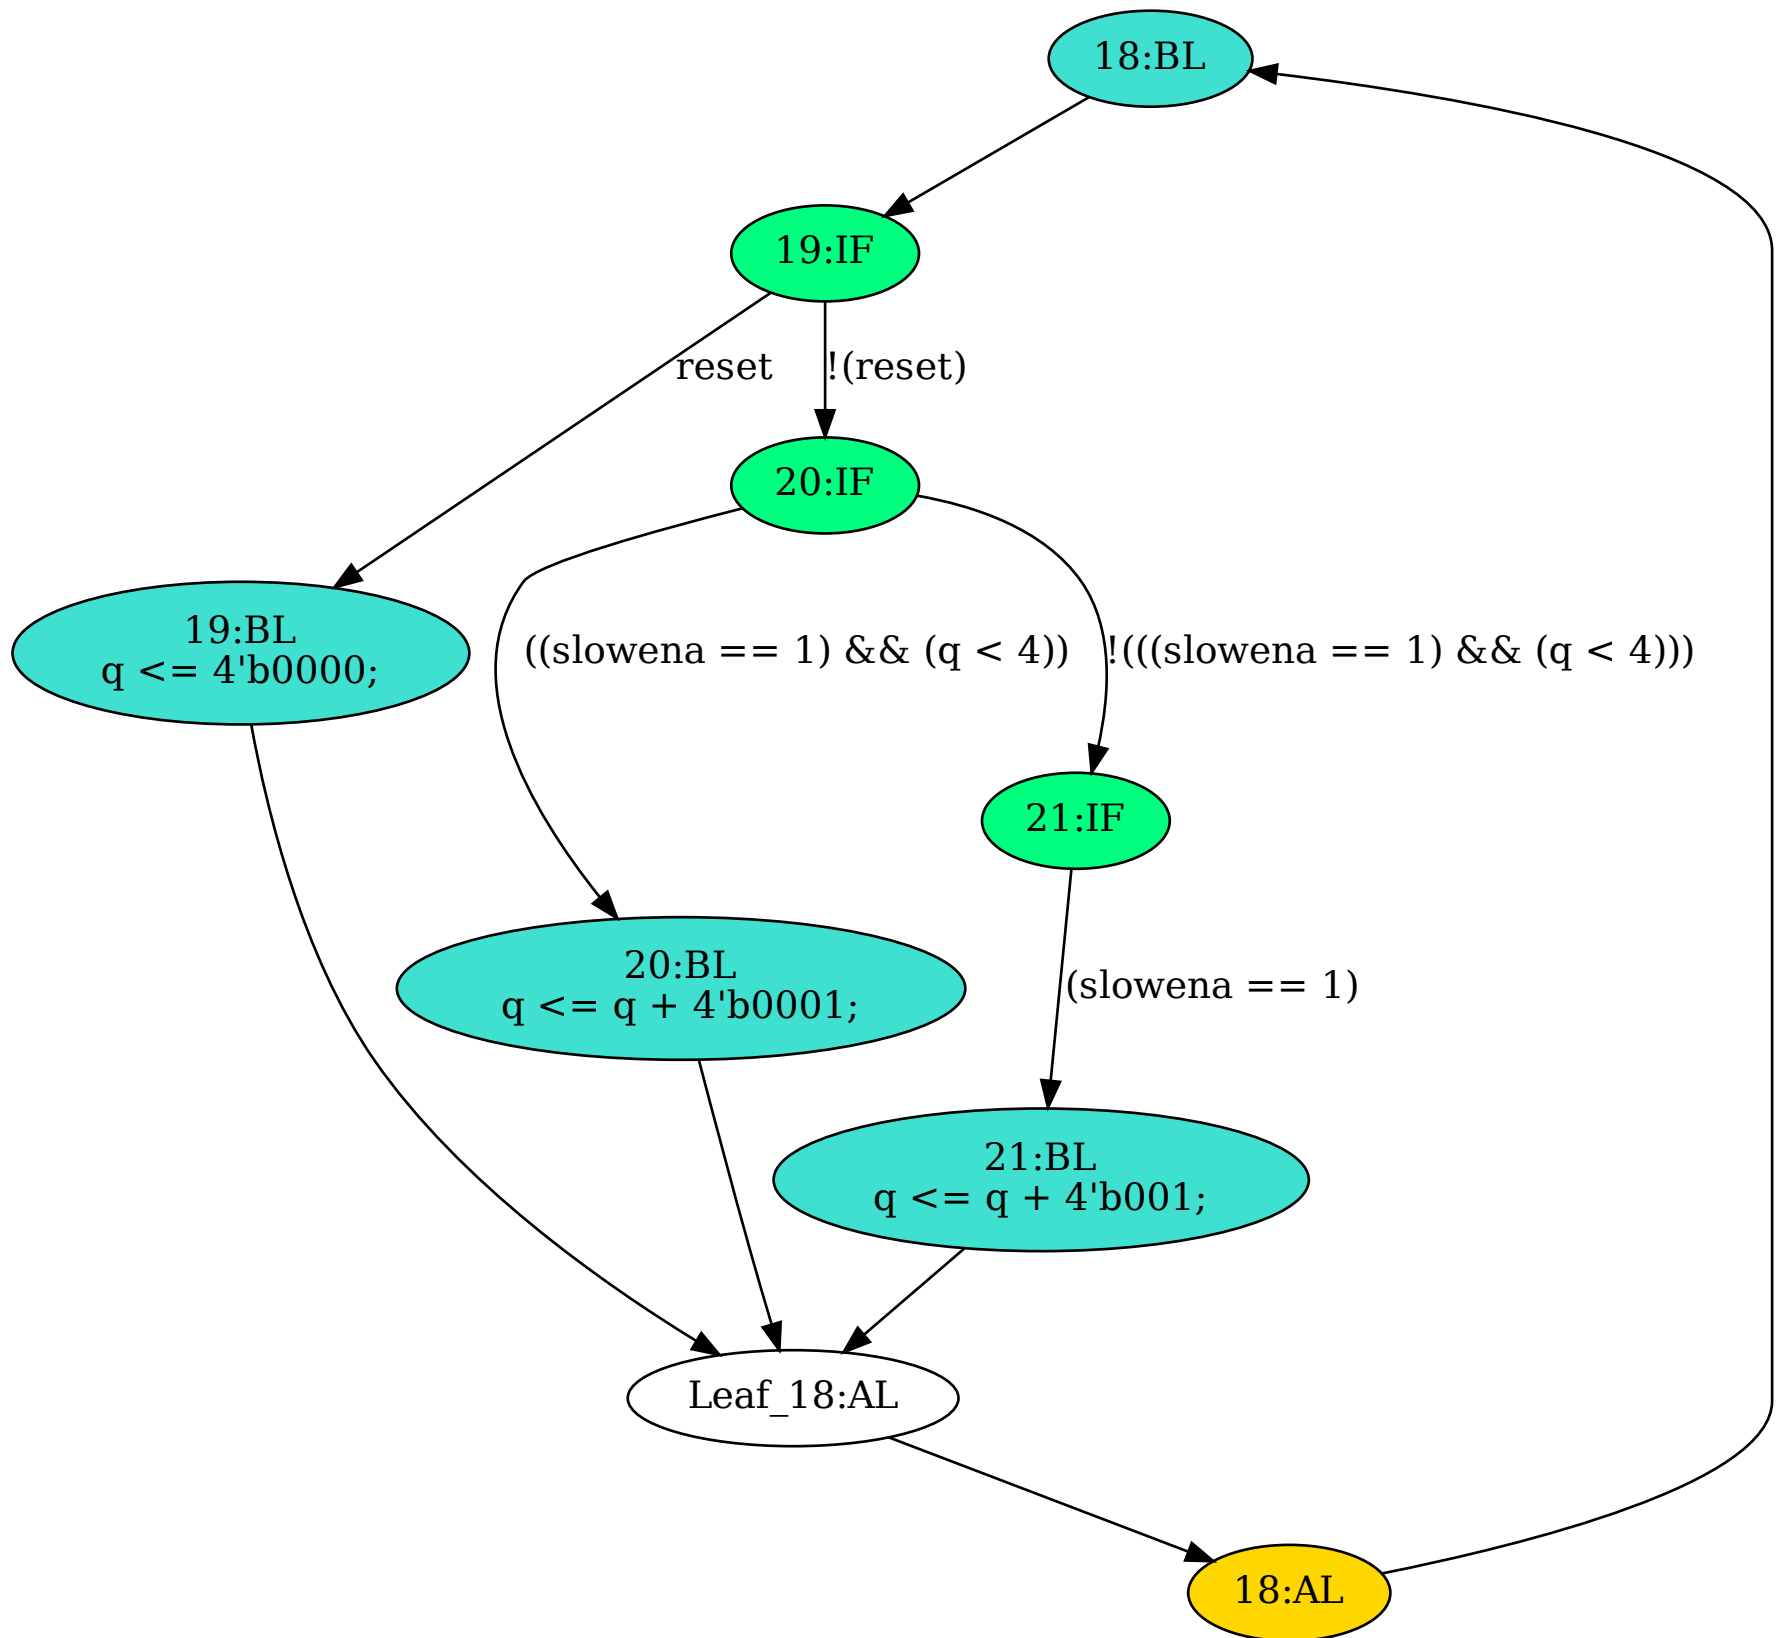 18:BL
19:IF
reset
!(reset)
20:IF
19:BL
q <= 4'b0000;
((slowena == 1) && (q < 4))
!(((slowena == 1) && (q < 4)))
21:IF
20:BL
q <= q + 4'b0001;
(slowena == 1)
21:BL
q <= q + 4'b001;
Leaf_18:AL
18:AL